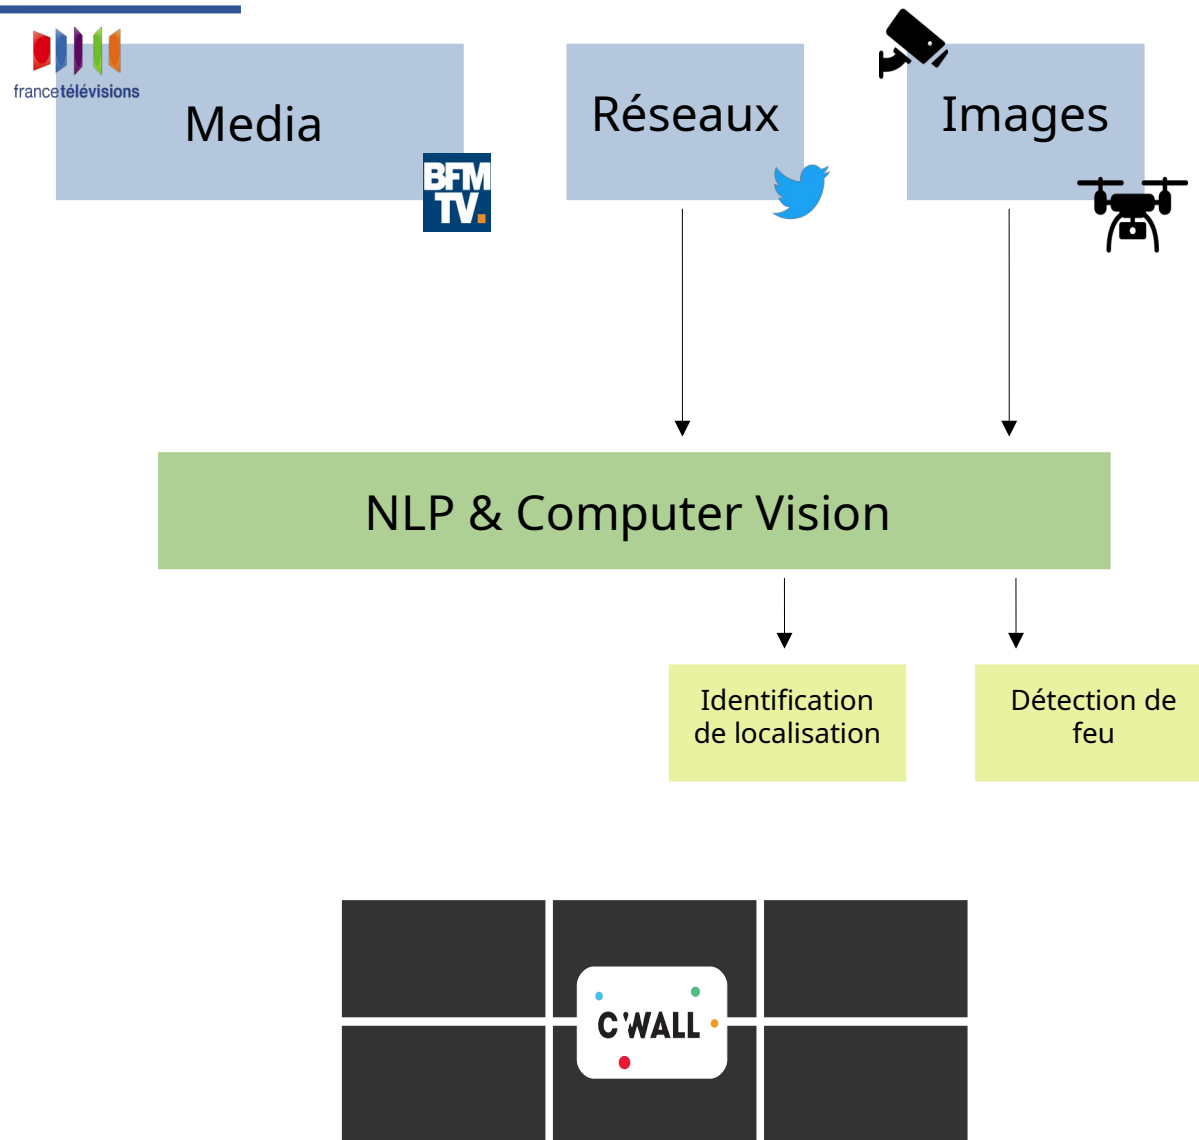 francetélévisions
Media
BFM
TV.
Réseaux
Images
NLP & Computer Vision
Identification
de localisation
Détection de
feu
C'WALL